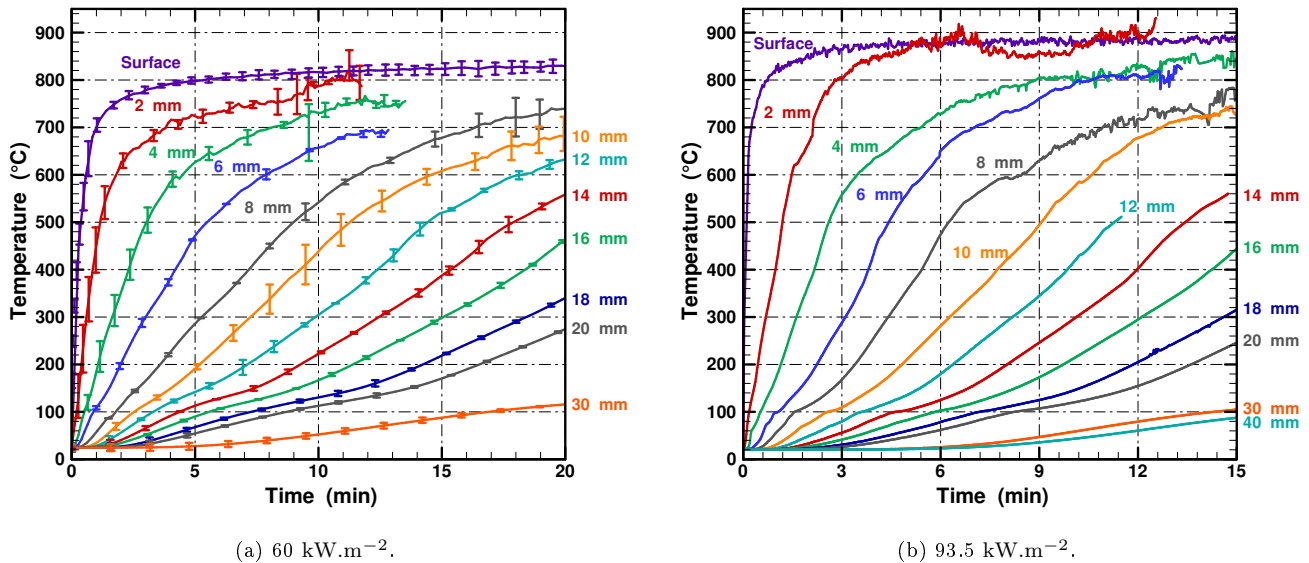 900
800
700
600
500
400
300
200
100
0
Temperature (°C)
Surface
2 mm
4 mm
6 mm
8 mm
10 mm
12 mm
14 mm
16 mm
18 mm
20 mm
30 mm
0 5 10 15 20
Time (min)
(a) 60 kW.m−2.
900
800
700
600
500
400
300
200
100
0
Temperature (°C)
Surface
2 mm
4 mm
6 mm
8 mm
10 mm
12 mm
14 mm
16 mm
18 mm
20 mm
30 mm
40 mm
0 3 6 9 12 15
Time (min)
(b) 93.5 kW.m−2.